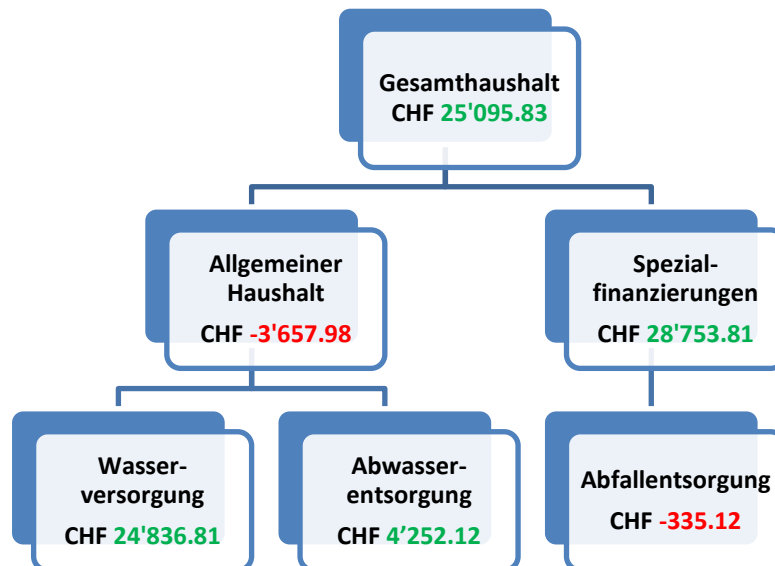 Gesamthaushalt
CHF 25'095.83
Allgemeiner
Haushalt
CHF -3'657.98
Spezial-
finanzierungen
CHF 28'753.81
Wasser-
versorgung
CHF 24'836.81
Abwasser-
entsorgung
CHF 4’252.12
Abfallentsorgung
CHF -335.12